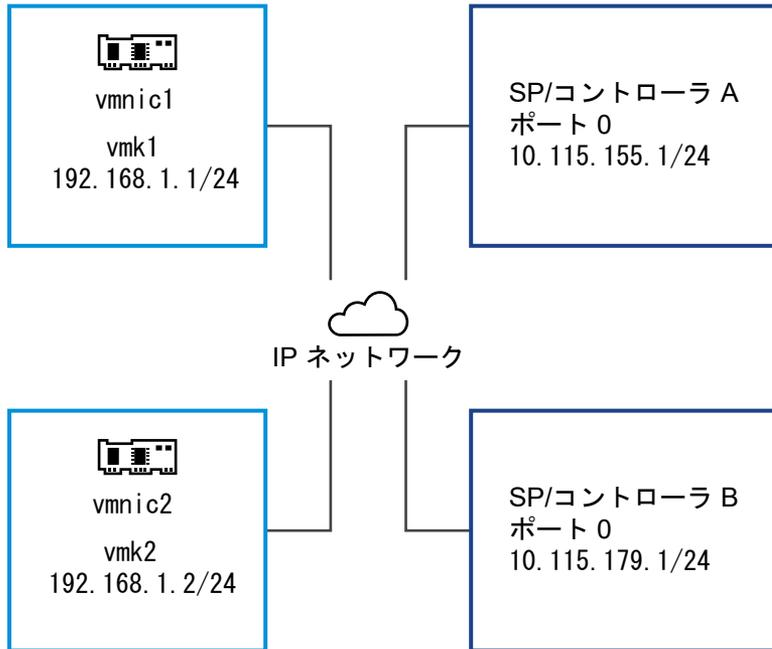 vmnic1
vmk1
192.168.1.1/24
SP/コントローラ A
ポート 0
10.115.155.1/24
IP ネットワーク
vmnic2
vmk2
192.168.1.2/24
SP/コントローラ B
ポート 0
10.115.179.1/24